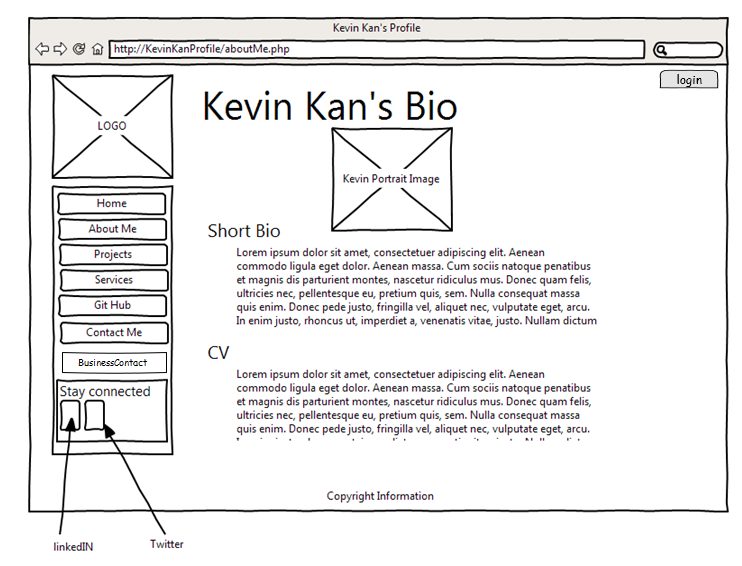 Kevin Kan's Profile
http://KevinKanProfile/aboutMe.php
login
LOGO
Kevin Kan's Bio
Kevin Portrait Image
Home
About Me
Projects
Services
Git Hub
Contact Me
BusinessContact
Stay connected
Short Bio
Lorem ipsum dolor sit amet, consectetuer adipiscing elit. Aenean
commodo ligula eget dolor. Aenean massa. Cum sociis natoque penatibus
et magnis dis parturient montes, nascetur ridiculus mus. Donec quam felis,
ultricies nec, pellentesque eu, pretium quis, sem. Nulla consequat massa
quis enim. Donec pede justo, fringilla vel, aliquet nec, vulputate eget, arcu.
In enim justo, rhoncus ut, imperdiet a, venenatis vitae, justo. Nullam dictum
CV
Lorem ipsum dolor sit amet, consectetuer adipiscing elit. Aenean
commodo ligula eget dolor. Aenean massa. Cum sociis natoque penatibus
et magnis dis parturient montes, nascetur ridiculus mus. Donec quam felis,
ultricies nec, pellentesque eu, pretium quis, sem. Nulla consequat massa
quis enim. Donec pede justo, fringilla vel, aliquet nec, vulputate eget, arcu.
Copyright Information
linkedIN
Twitter